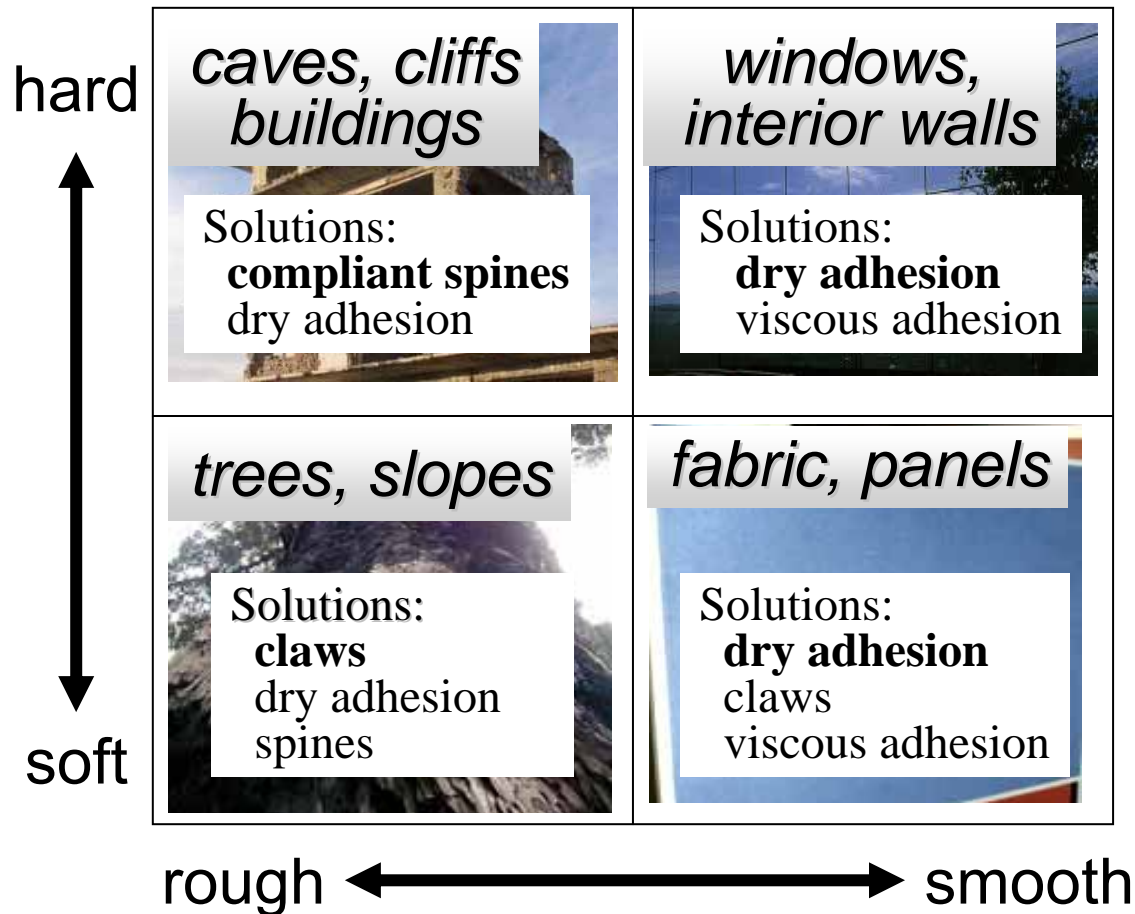 hard
caves, cliffs
buildings
Solutions:
compliant spines
dry adhesion
windows,
interior walls
Solutions:
dry adhesion
viscous adhesion
trees, slopes
Solutions:
claws
dry adhesion
spines
fabric, panels
Solutions:
dry adhesion
claws
viscous adhesion
soft
rough
smooth